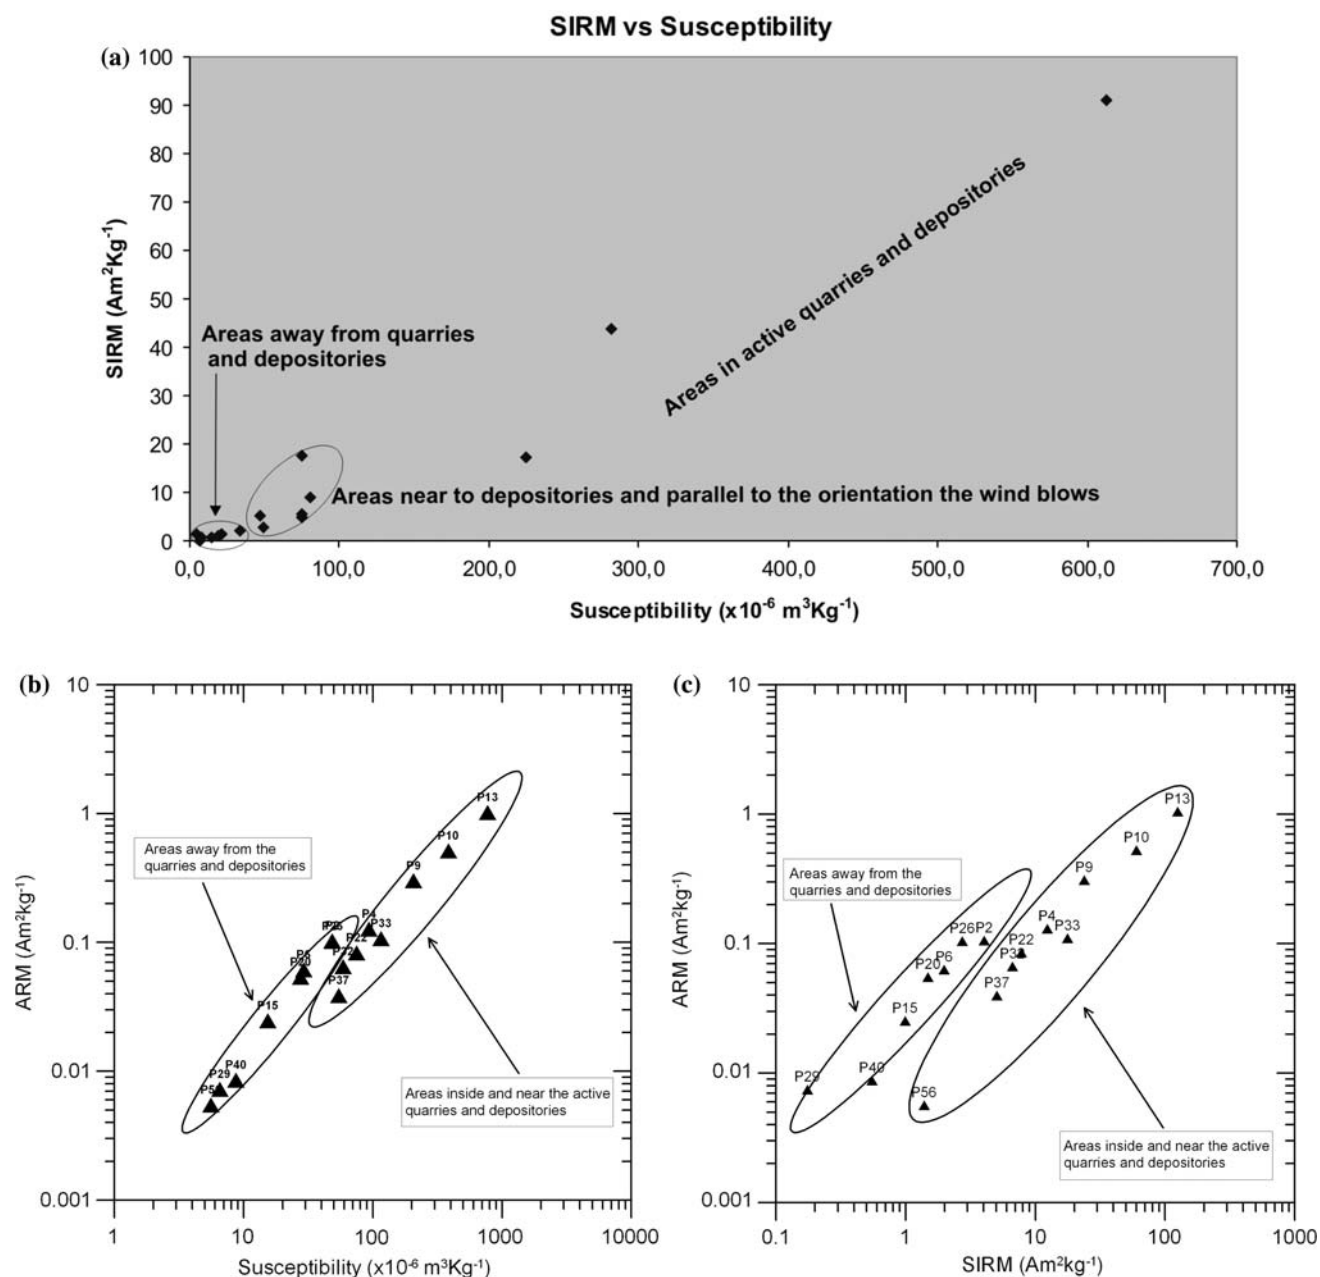 SIRM vs Susceptibility
(a)
100
90
80
70
60
50
40
30
20
10
0
SIRM (Am²Kg⁻¹)
Areas away from quarries
and depositories
Areas in active quarries and depositories
Areas near to depositories and parallel to the orientation the wind blows
0,0 100,0 200,0 300,0 400,0 500,0 600,0 700,0
Susceptibility (x10⁻⁶ m³Kg⁻¹)
(b)
10
1
0.1
0.01
0.001
ARM (Am²kg⁻¹)
Areas away from the
quarries and depositories
P13
P10
P9
P4
P33
P22
P37
P20
P15
P40
P29
Areas inside and near the active
quarries and depositories
1 10 100 1000 10000
Susceptibility (x10⁻⁶ m³Kg⁻¹)
(c)
10
1
0.1
0.01
0.001
ARM (Am²kg⁻¹)
Areas away from the
quarries and depositories
P13
P10
P9
P4
P33
P26 P2
P22
P6
P20
P37
P15
P29
P40
P56
Areas inside and near the active
quarries and depositories
0.1 1 10 100 1000
SIRM (Am²kg⁻¹)